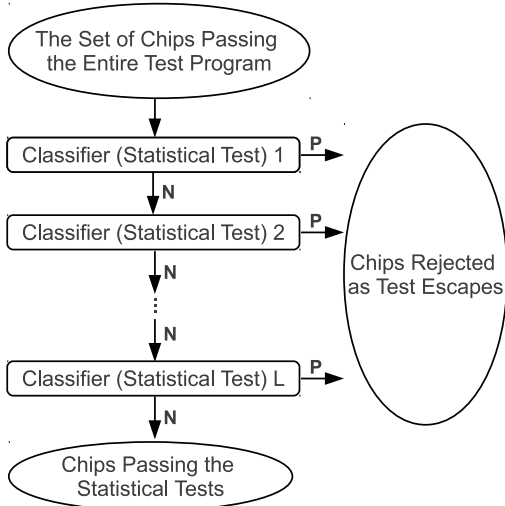 The Set of Chips Passing
the Entire Test Program
Classifier (Statistical Test) 1
P
N
Classifier (Statistical Test) 2
P
N
N
Classifier (Statistical Test) L
P
N
Chips Rejected
as Test Escapes
Chips Passing the
Statistical Tests